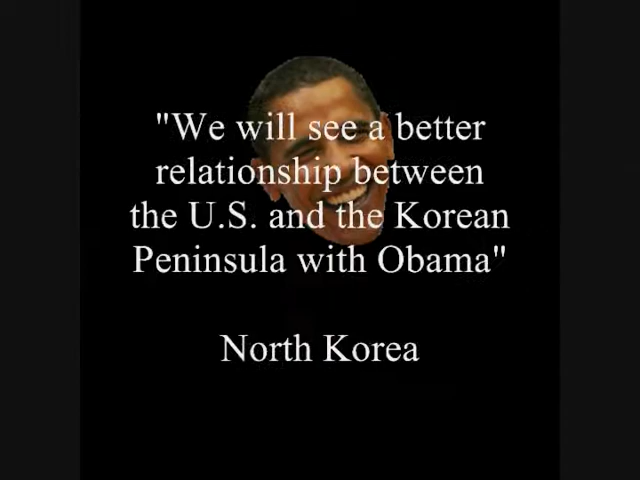 "We will see a better
relationship between
the U.S. and the Korean
Peninsula with Obama"
North Korea